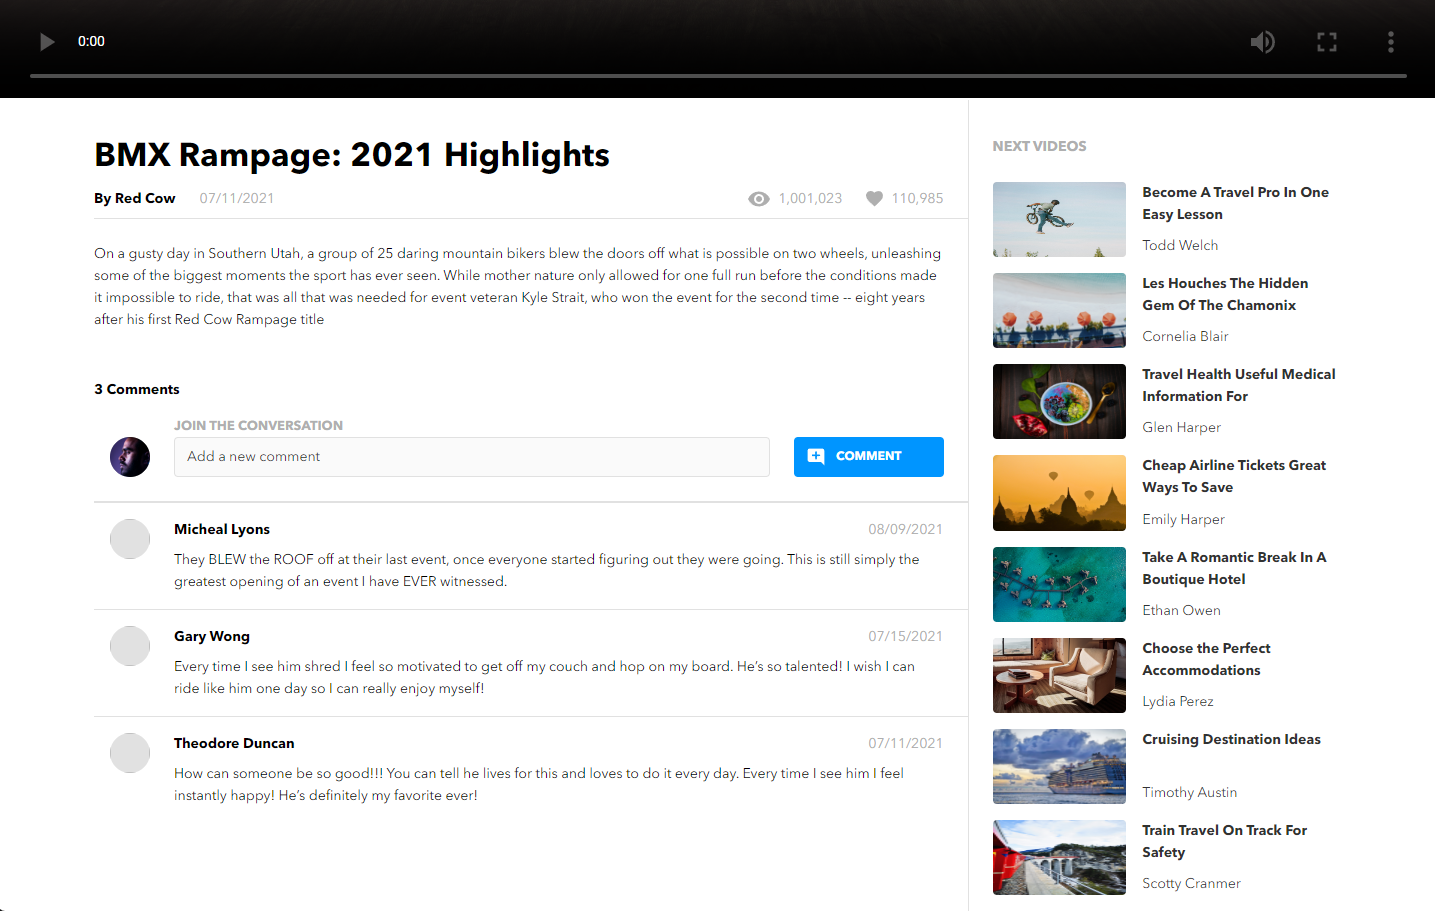 0:00
BMX Rampage: 2021 Highlights
By Red Cow 07/11/2021 1,001,023 110,985
On a gusty day in Southern Utah, a group of 25 daring mountain bikers blew the doors off what is possible on two wheels, unleashing
some of the biggest moments the sport has ever seen. While mother nature only allowed for one full run before the conditions made
it impossible to ride, that was all that was needed for event veteran Kyle Strait, who won the event for the second time -- eight years
after his first Red Cow Rampage title
3 Comments
JOIN THE CONVERSATION
Add a new comment
COMMENT
Micheal Lyons 08/09/2021
They BLEW the ROOF off at their last event, once everyone started figuring out they were going. This is still simply the
greatest opening of an event I have EVER witnessed.
Gary Wong 07/15/2021
Every time I see him shred I feel so motivated to get off my couch and hop on my board. He’s so talented! I wish I can
ride like him one day so I can really enjoy myself!
Theodore Duncan 07/11/2021
How can someone be so good!!! You can tell he lives for this and loves to do it every day. Every time I see him I feel
instantly happy! He’s definitely my favorite ever!
NEXT VIDEOS
Become A Travel Pro In One
Easy Lesson
Todd Welch
Les Houches The Hidden
Gem Of The Chamonix
Cornelia Blair
Travel Health Useful Medical
Information For
Glen Harper
Cheap Airline Tickets Great
Ways To Save
Emily Harper
Take A Romantic Break In A
Boutique Hotel
Ethan Owen
Choose the Perfect
Accommodations
Lydia Perez
Cruising Destination Ideas
Timothy Austin
Train Travel On Track For
Safety
Scotty Cranmer